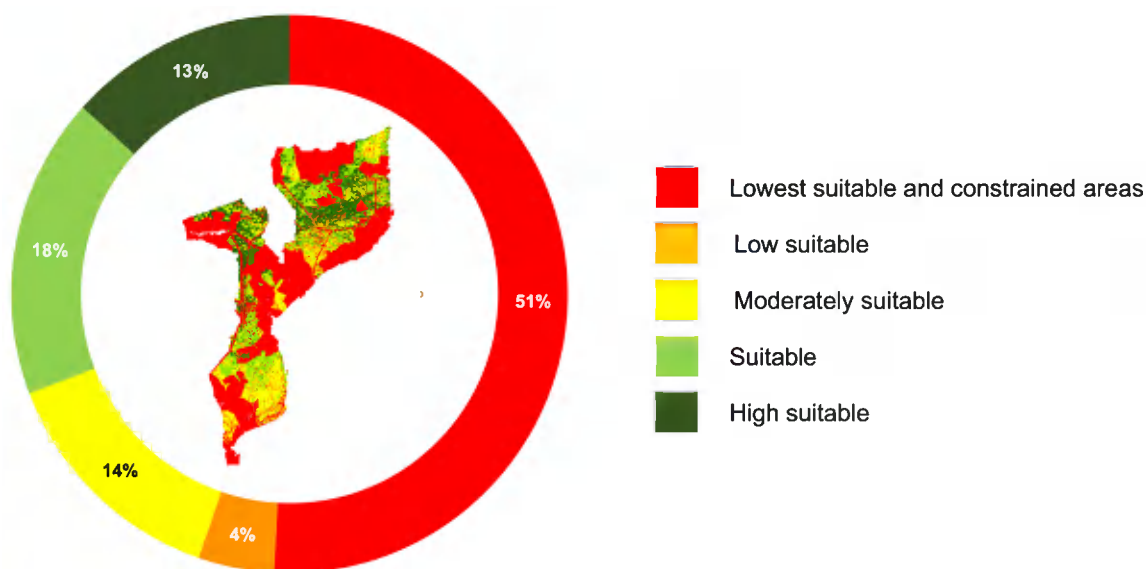 13%
18%
51%
14%
4%
Lowest suitable and constrained areas
Low suitable
Moderately suitable
Suitable
High suitable